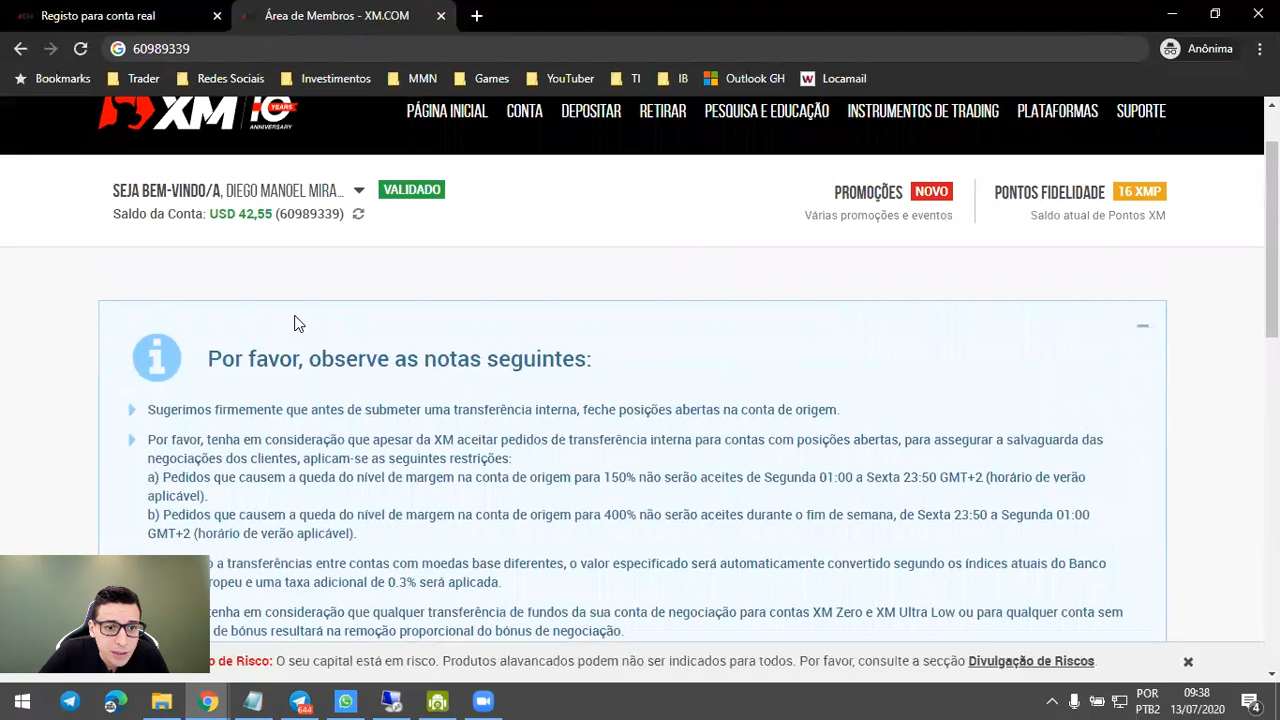 Registo para conta real
Área de Membros - XM.COM
60989339
Anônima
Bookmarks
Trader
Redes Sociais
Investimentos
MMN
Games
YouTuber
TI
IB
Outlook GH
Locamail
XM 10 YEARS ANNIVERSARY
PÁGINA INICIAL
CONTA
DEPOSITAR
RETIRAR
PESQUISA E EDUCAÇÃO
INSTRUMENTOS DE TRADING
PLATAFORMAS
SUPORTE
SEJA BEM-VINDO/A, DIEGO MANOEL MIRA...
VALIDADO
Saldo da Conta: USD 42,55 (60989339)
PROMOÇÕES NOVO
Várias promoções e eventos
PONTOS FIDELIDADE 16 XMP
Saldo atual de Pontos XM
Por favor, observe as notas seguintes:
Sugerimos firmemente que antes de submeter uma transferência interna, feche posições abertas na conta de origem.
Por favor, tenha em consideração que apesar da XM aceitar pedidos de transferência interna para contas com posições abertas, para assegurar a salvaguarda das
negociações dos clientes, aplicam-se as seguintes restrições:
a) Pedidos que causem a queda do nível de margem na conta de origem para 150% não serão aceites de Segunda 01:00 a Sexta 23:50 GMT+2 (horário de verão
aplicável).
b) Pedidos que causem a queda do nível de margem na conta de origem para 400% não serão aceites durante o fim de semana, de Sexta 23:50 a Segunda 01:00
GMT+2 (horário de verão aplicável).
o a transferências entre contas com moedas base diferentes, o valor especificado será automaticamente convertido segundo os índices atuais do Banco
ropeu e uma taxa adicional de 0.3% será aplicada.
tenha em consideração que qualquer transferência de fundos da sua conta de negociação para contas XM Zero e XM Ultra Low ou para qualquer conta sem
de bónus resultará na remoção proporcional do bónus de negociação.
o de Risco: O seu capital está em risco. Produtos alavancados podem não ser indicados para todos. Por favor, consulte a secção Divulgação de Riscos.
644
POR
PTB2
09:38
13/07/2020
4